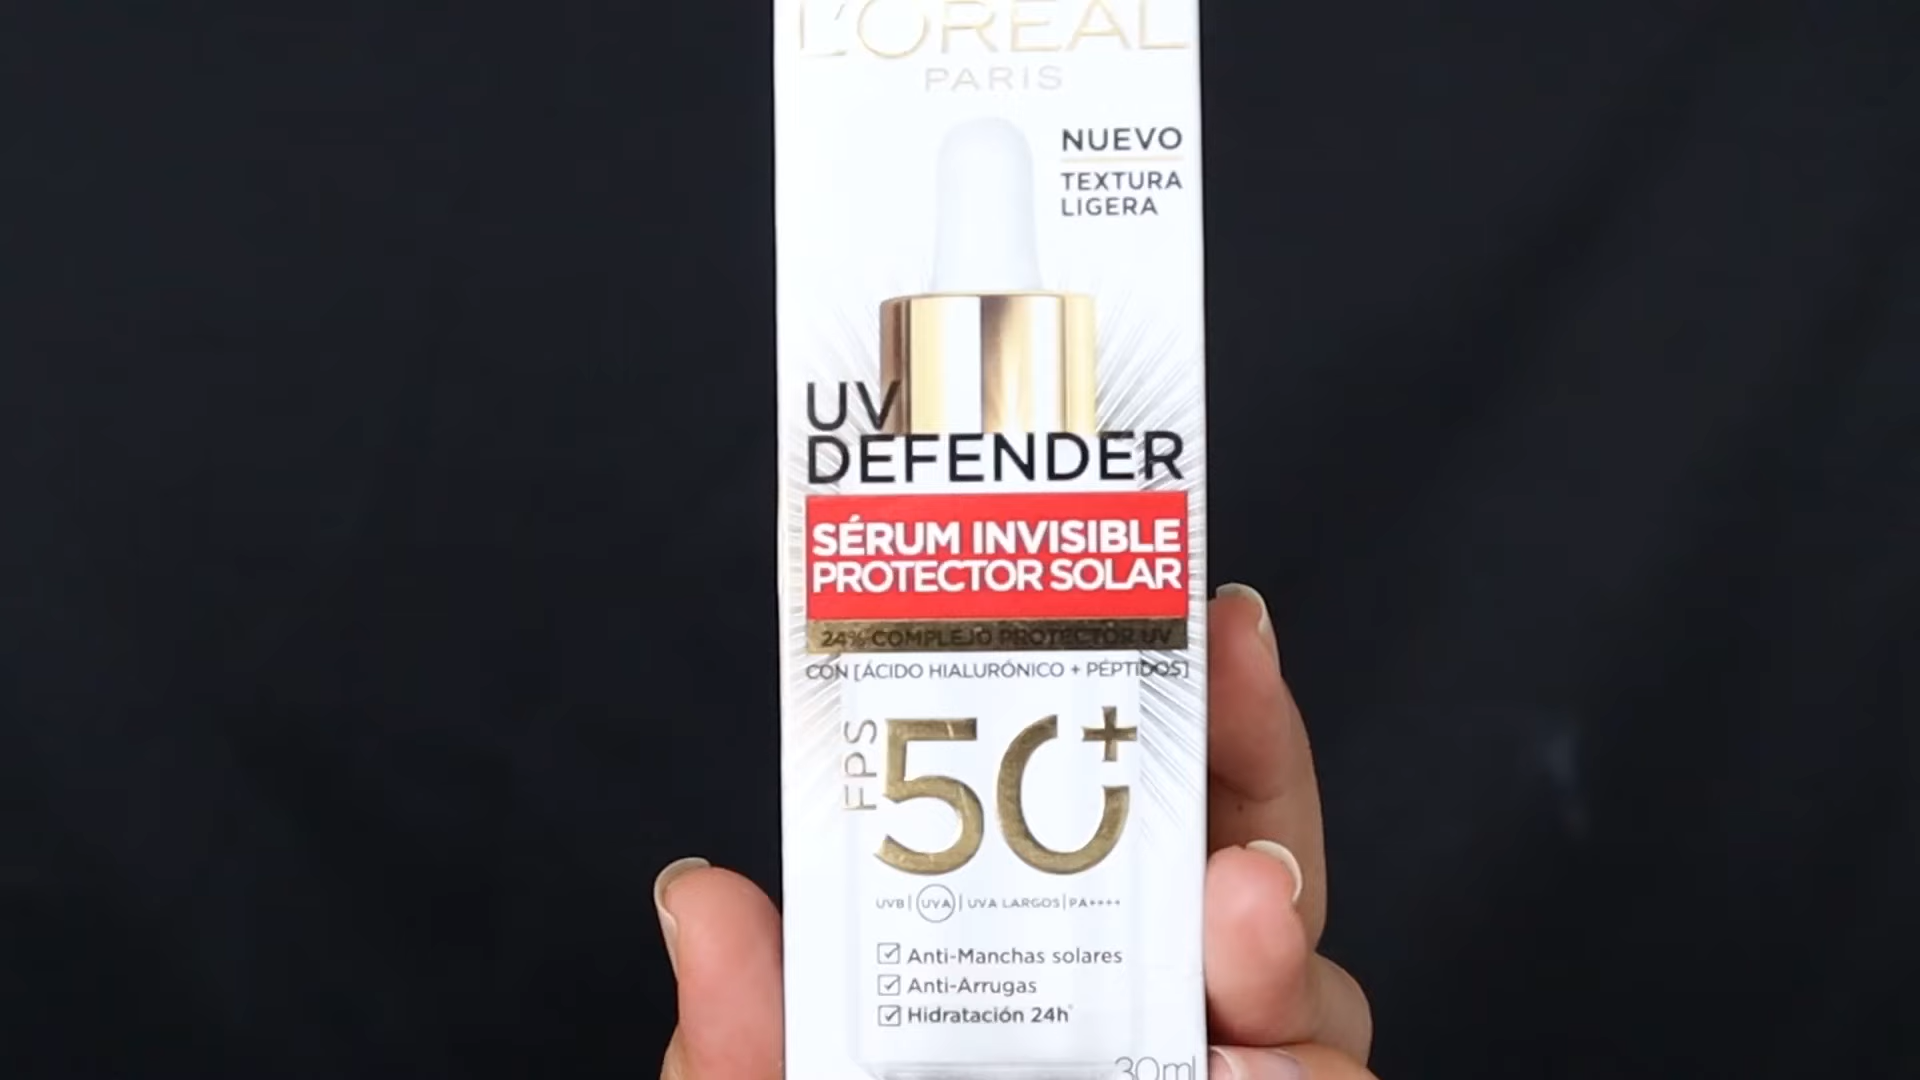 L'ORÉAL
PARIS
NUEVO
TEXTURA
LIGERA
UV
DEFENDER
SÉRUM INVISIBLE
PROTECTOR SOLAR
24% COMPLEJO PROTECTOR UV
CON [ÁCIDO HIALURÓNICO + PÉPTIDOS]
FPS 50+
UVB | UVA | UVA LARGOS | PA++++
Anti-Manchas solares
Anti-Arrugas
Hidratación 24h*
30ml